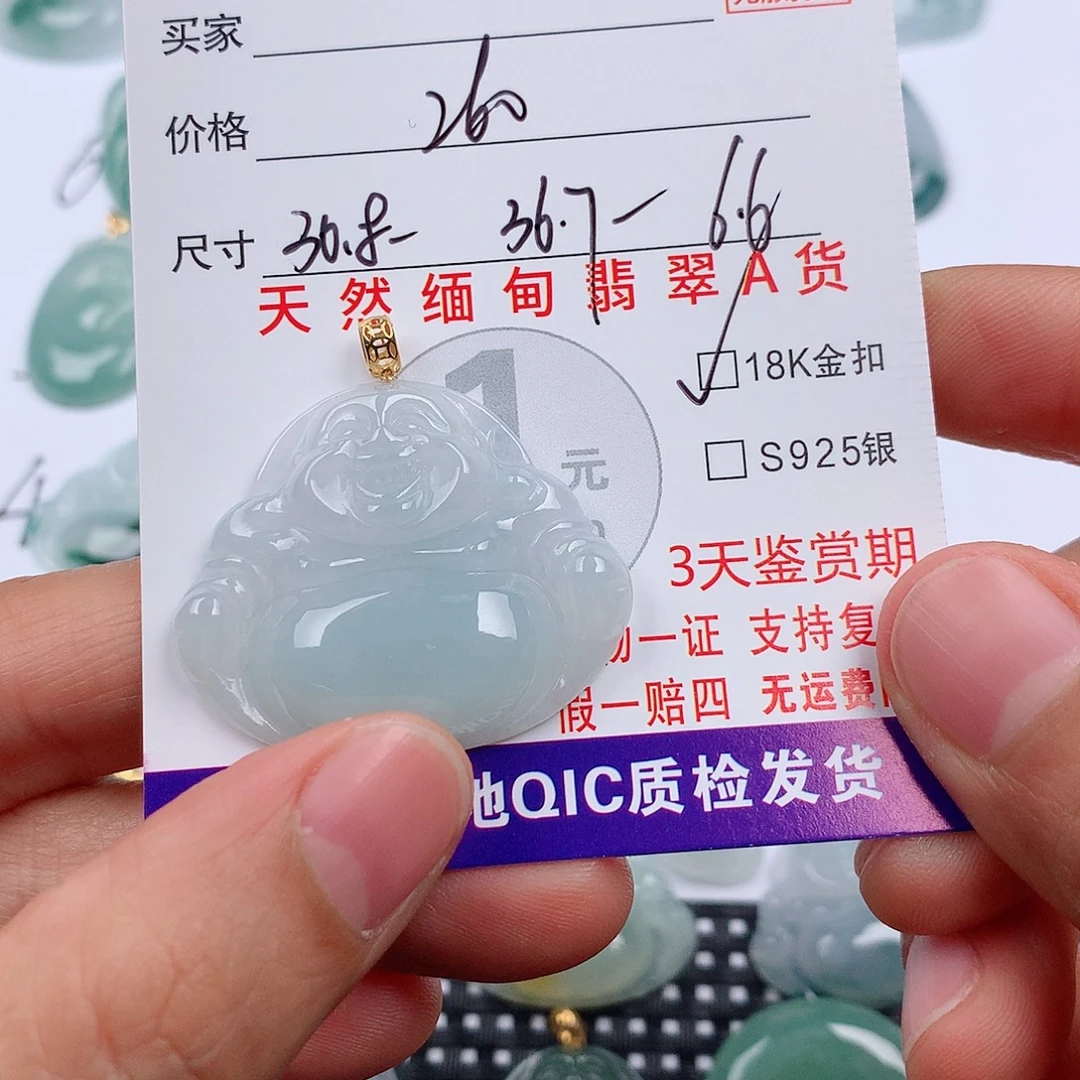 买家
价格 260
尺寸 30.8- 36.7- 6.6
天然缅甸翡翠A货
1
元
☑18K金扣
☐S925银
3天鉴赏期
一证 支持复
假一赔四 无运费
地QIC质检发货
4